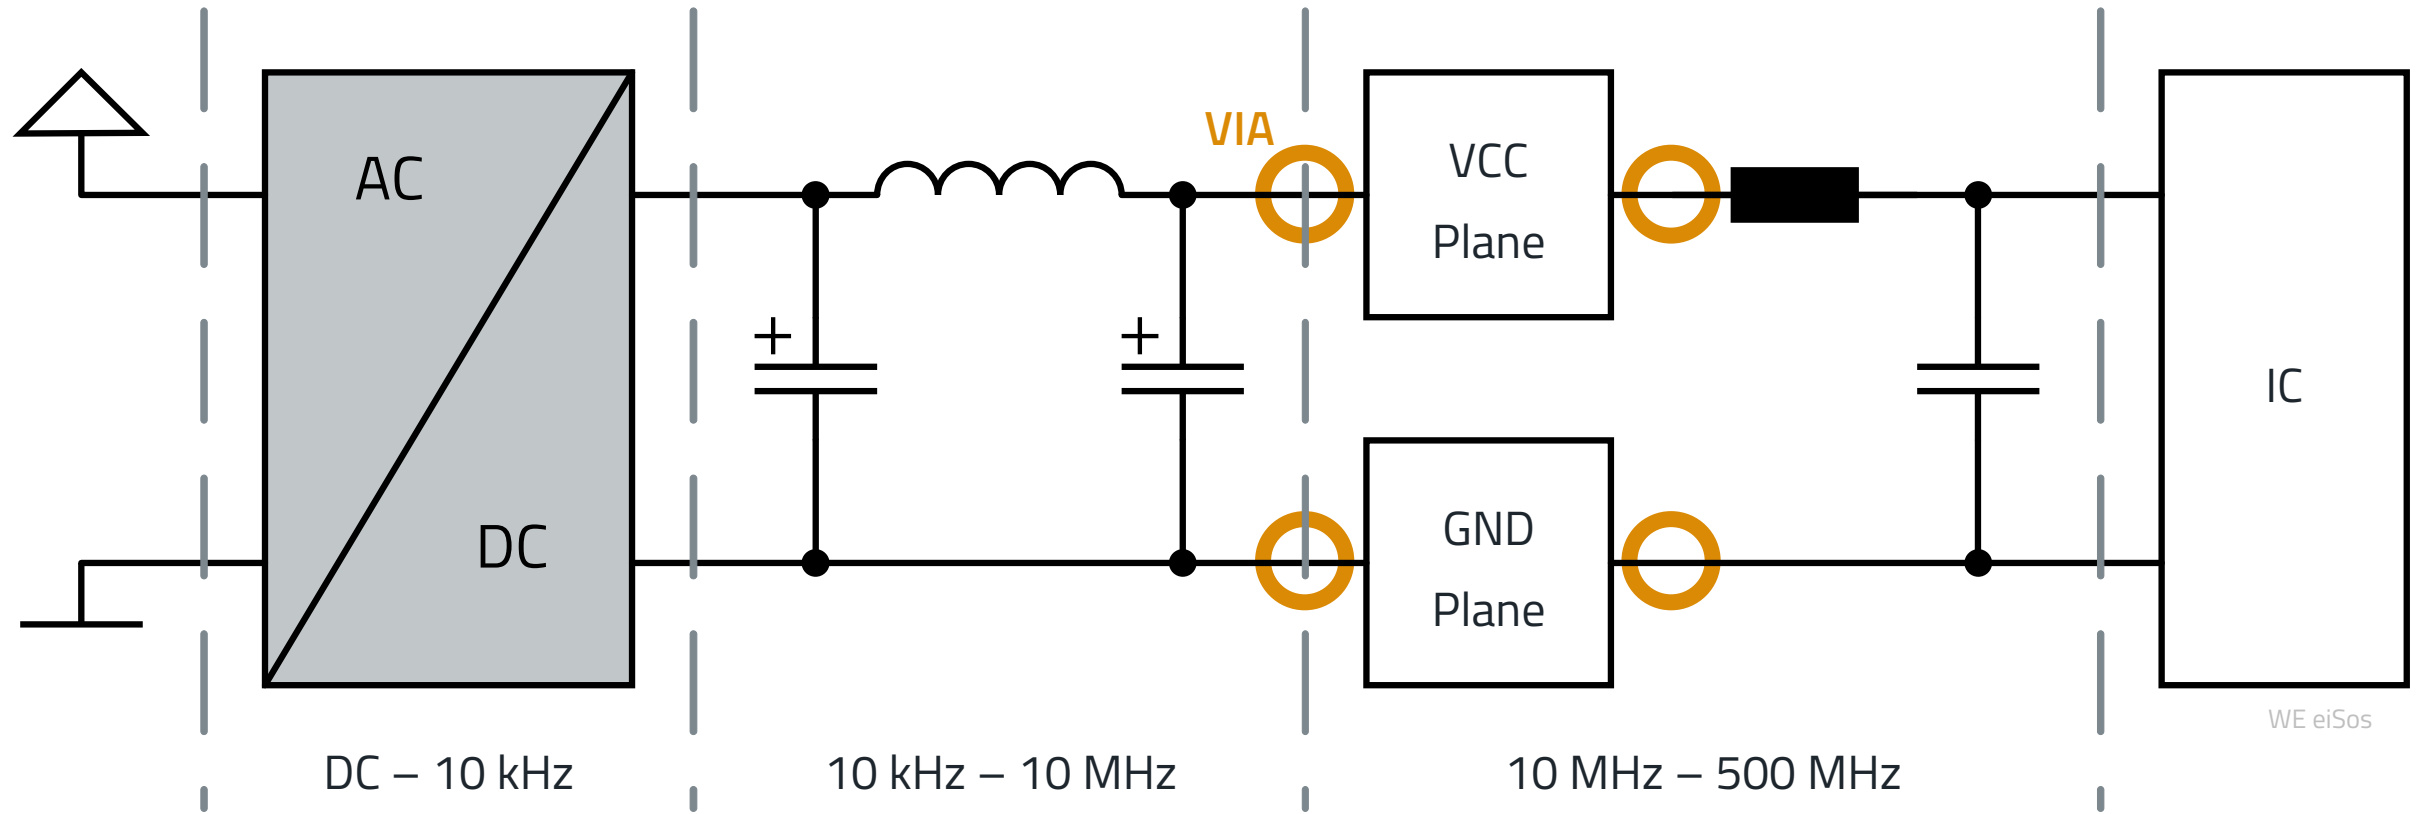 AC
DC
+
+
VIA
VCC
Plane
GND
Plane
IC
WE eiSos
DC – 10 kHz
10 kHz – 10 MHz
10 MHz – 500 MHz